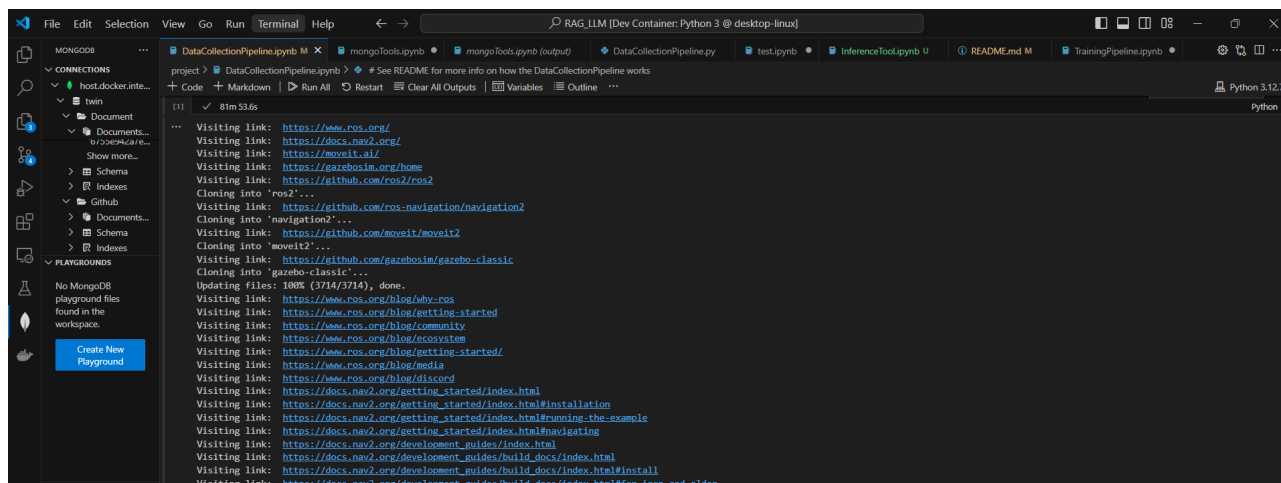 File Edit Selection View Go Run Terminal Help
RAG_LLM [Dev Container: Python 3 @ desktop-linux]
MONGODB
DataCollectionPipeline.ipynb M
mongoTools.ipynb
mongoTools.ipynb (output)
DataCollectionPipeline.py
test.ipynb
InferenceTool.ipynb U
README.md M
TrainingPipeline.ipynb
CONNECTIONS
project > DataCollectionPipeline.ipynb > # See README for more info on how the DataCollectionPipeline works
host.docker.inte...
+ Code + Markdown | Run All Restart Clear All Outputs | Variables Outline ...
Python 3.12.
twin
[1] 81m 53.6s
Python
Document
Documents...
Show more...
Schema
Indexes
Github
Documents...
Schema
Indexes
PLAYGROUNDS
No MongoDB
playground files
found in the
workspace.
Create New
Playground
3
4
Visiting link: https://www.ros.org/
Visiting link: https://docs.nav2.org/
Visiting link: https://moveit.ai/
Visiting link: https://gazebosim.org/home
Visiting link: https://github.com/ros2/ros2
Cloning into 'ros2'...
Visiting link: https://github.com/ros-navigation/navigation2
Cloning into 'navigation2'...
Visiting link: https://github.com/moveit/moveit2
Cloning into 'moveit2'...
Visiting link: https://github.com/gazebosim/gazebo-classic
Cloning into 'gazebo-classic'...
Updating files: 100% (3714/3714), done.
Visiting link: https://www.ros.org/blog/why-ros
Visiting link: https://www.ros.org/blog/getting-started
Visiting link: https://www.ros.org/blog/community
Visiting link: https://www.ros.org/blog/ecosystem
Visiting link: https://www.ros.org/blog/getting-started/
Visiting link: https://www.ros.org/blog/media
Visiting link: https://www.ros.org/blog/discord
Visiting link: https://docs.nav2.org/getting_started/index.html
Visiting link: https://docs.nav2.org/getting_started/index.html#installation
Visiting link: https://docs.nav2.org/getting_started/index.html#running-the-example
Visiting link: https://docs.nav2.org/getting_started/index.html#navigating
Visiting link: https://docs.nav2.org/development_guides/index.html
Visiting link: https://docs.nav2.org/development_guides/build_docs/index.html
Visiting link: https://docs.nav2.org/development_guides/build_docs/index.html#install